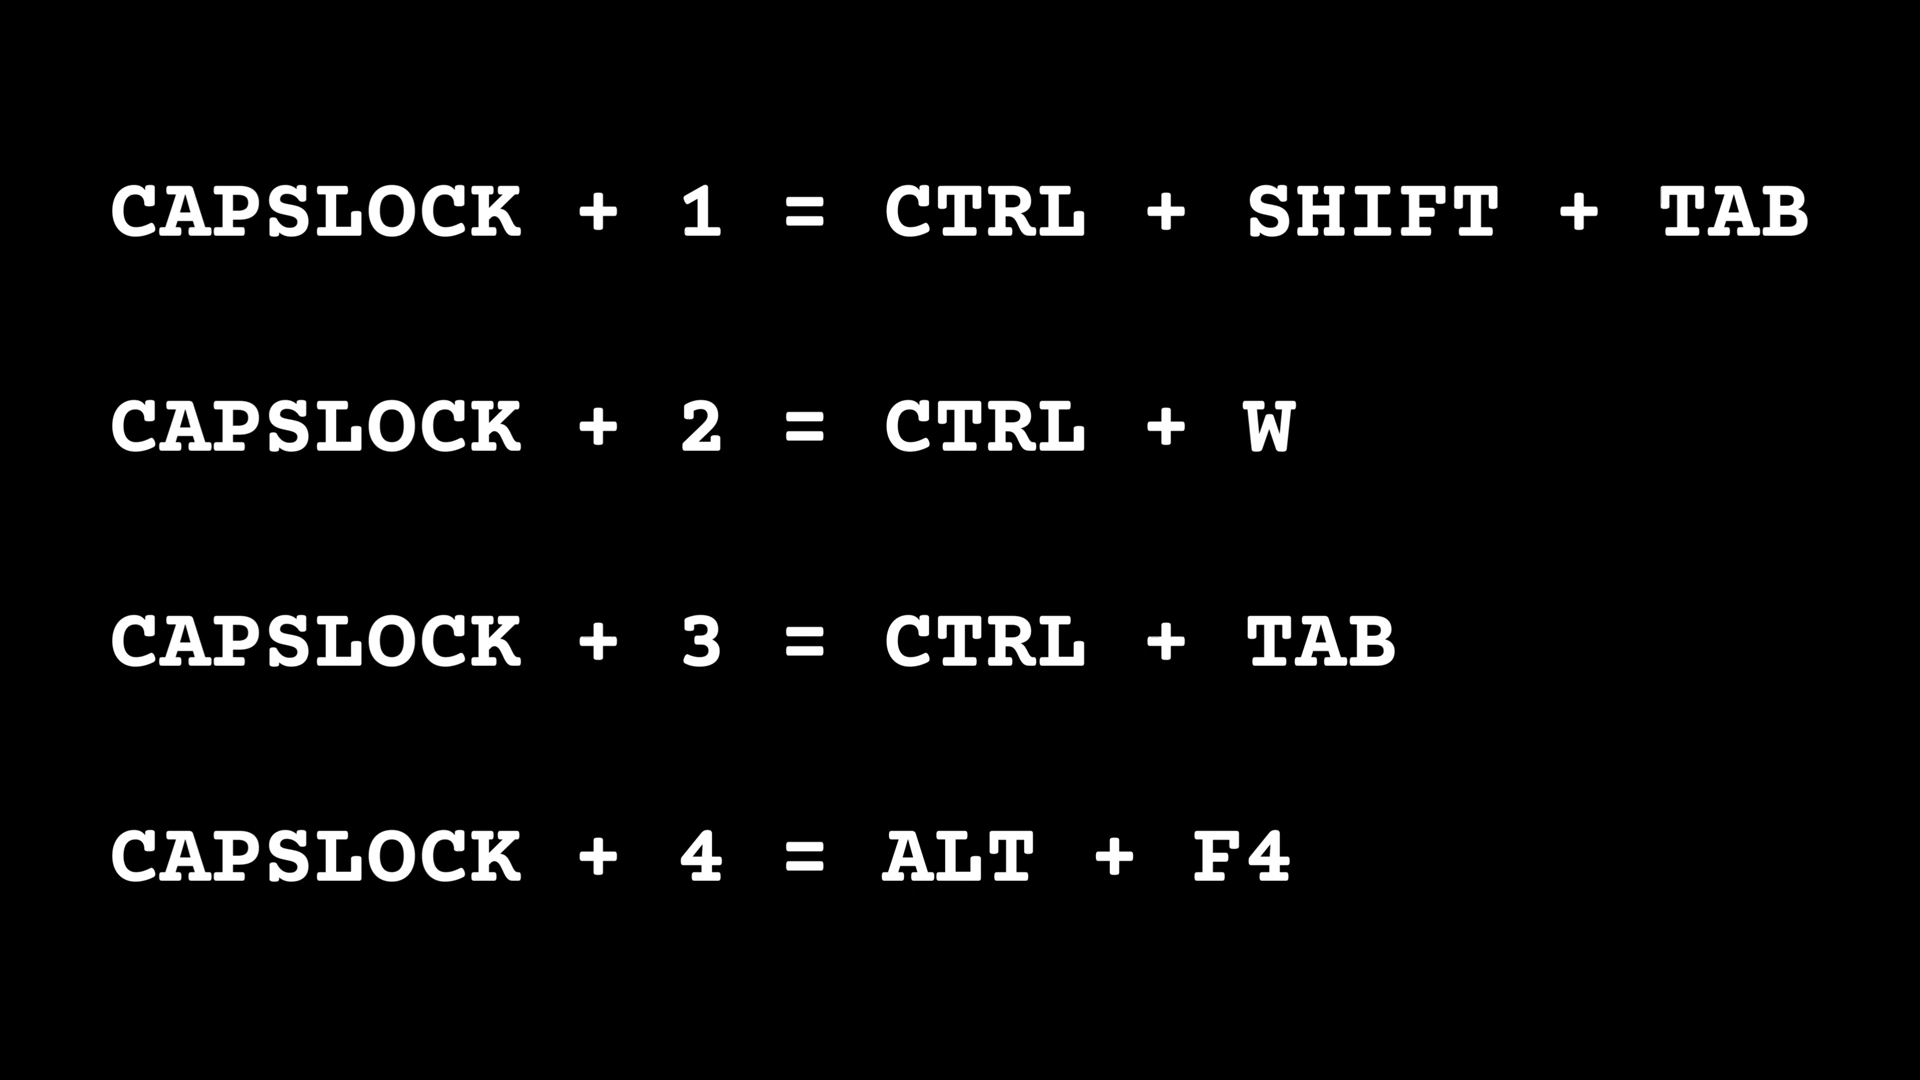 CAPSLOCK + 1 = CTRL + SHIFT + TAB
CAPSLOCK + 2 = CTRL + W
CAPSLOCK + 3 = CTRL + TAB
CAPSLOCK + 4 = ALT + F4